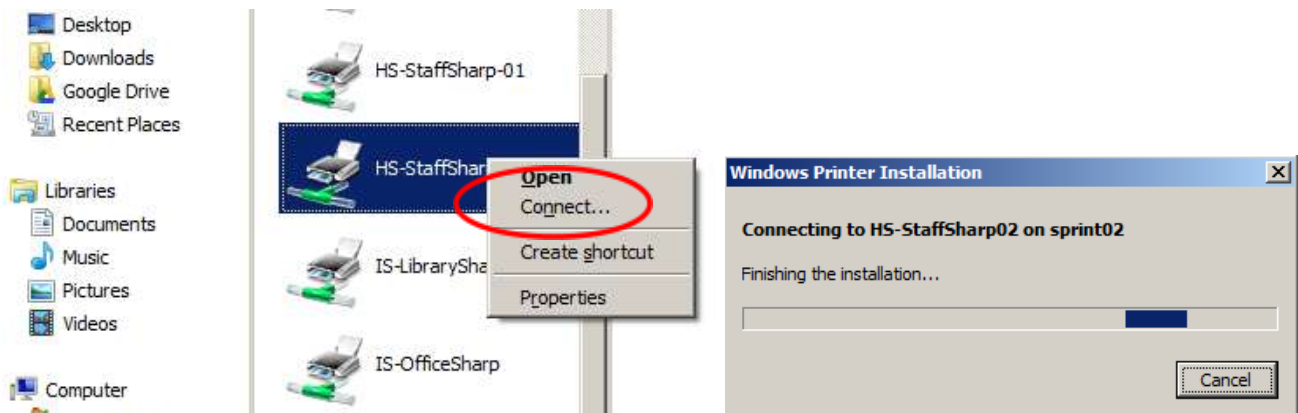 Desktop
Downloads
Google Drive
Recent Places
Libraries
Documents
Music
Pictures
Videos
Computer
HS-StaffSharp-01
HS-StaffShar
IS-LibrarySha
IS-OfficeSharp
Open
Connect...
Create shortcut
Properties
Windows Printer Installation
Connecting to HS-StaffSharp02 on sprint02
Finishing the installation...
Cancel